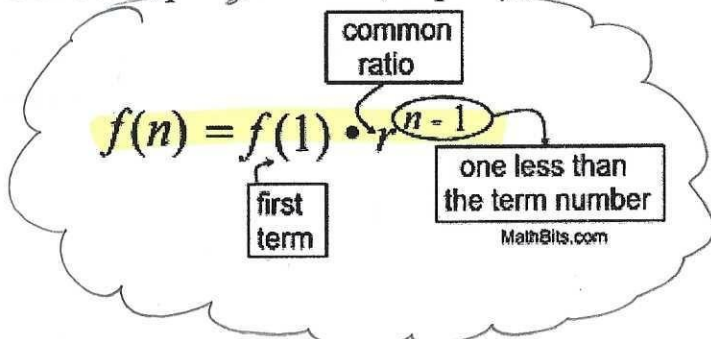 common
ratio
f(n) = f(1) • r^{n - 1}
first
term
one less than
the term number
MathBits.com